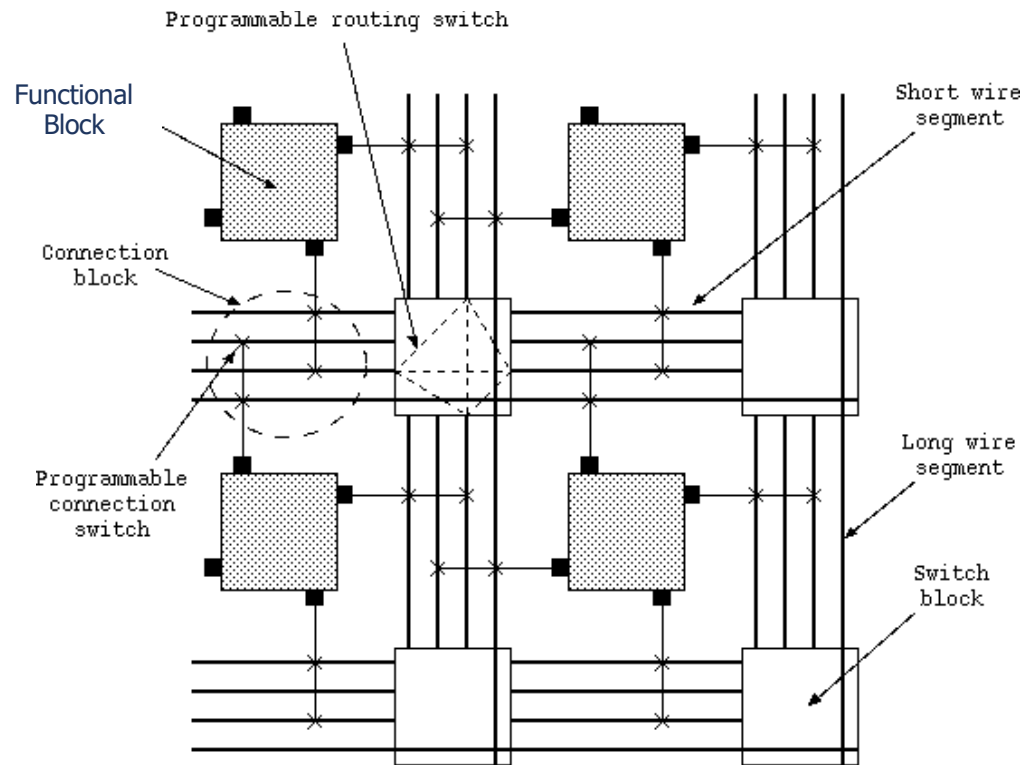 Programmable routing switch
Functional
Block
Short wire
segment
Connection
block
Programmable
connection
switch
Long wire
segment
Switch
block